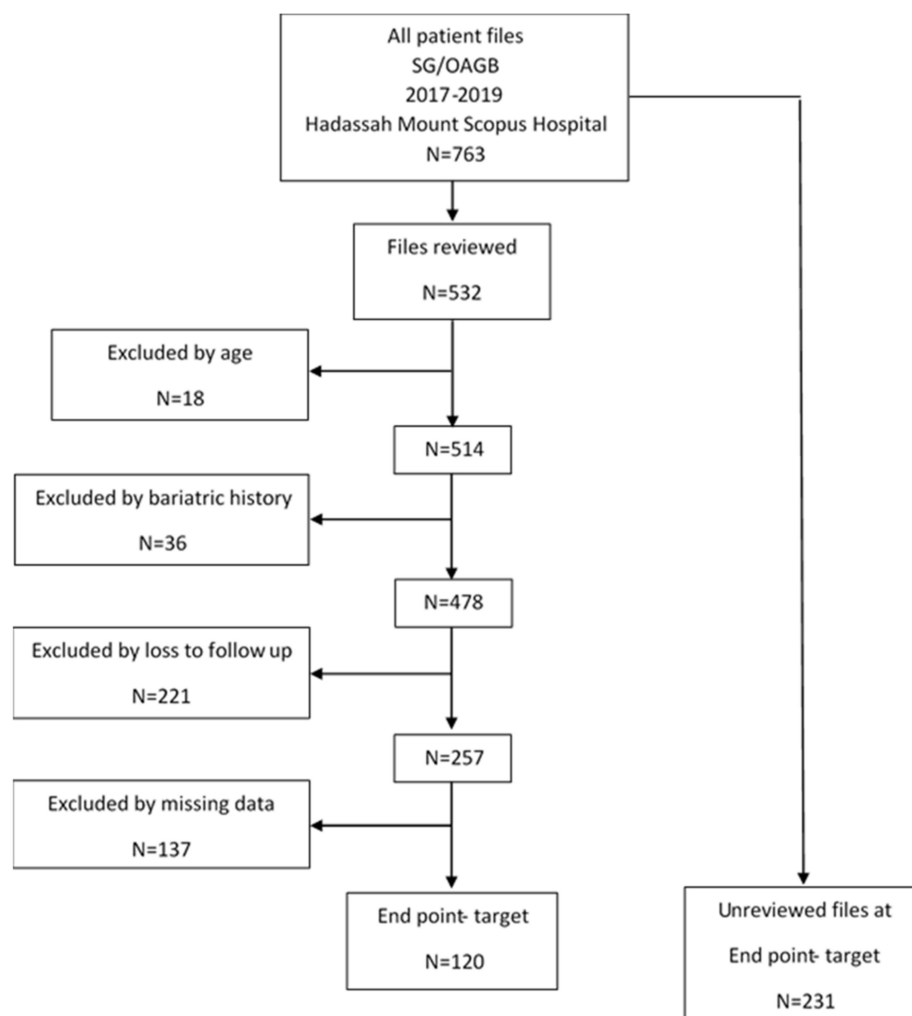 All patient files
SG/OAGB
2017-2019
Hadassah Mount Scopus Hospital
N=763
Files reviewed
N=532
Excluded by age
N=18
N=514
Excluded by bariatric history
N=36
N=478
Excluded by loss to follow up
N=221
N=257
Excluded by missing data
N=137
End point- target
N=120
Unreviewed files at
End point- target
N=231